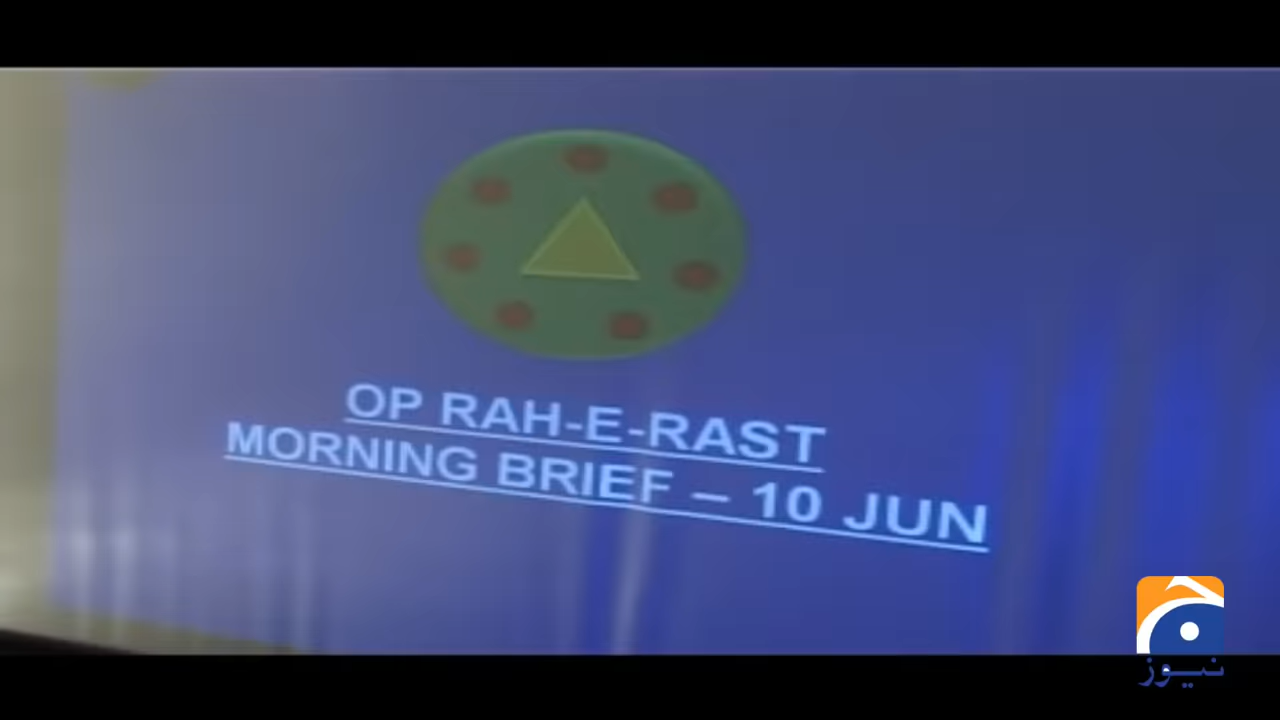 OP RAH-E-RAST
MORNING BRIEF – 10 JUN
نیوز